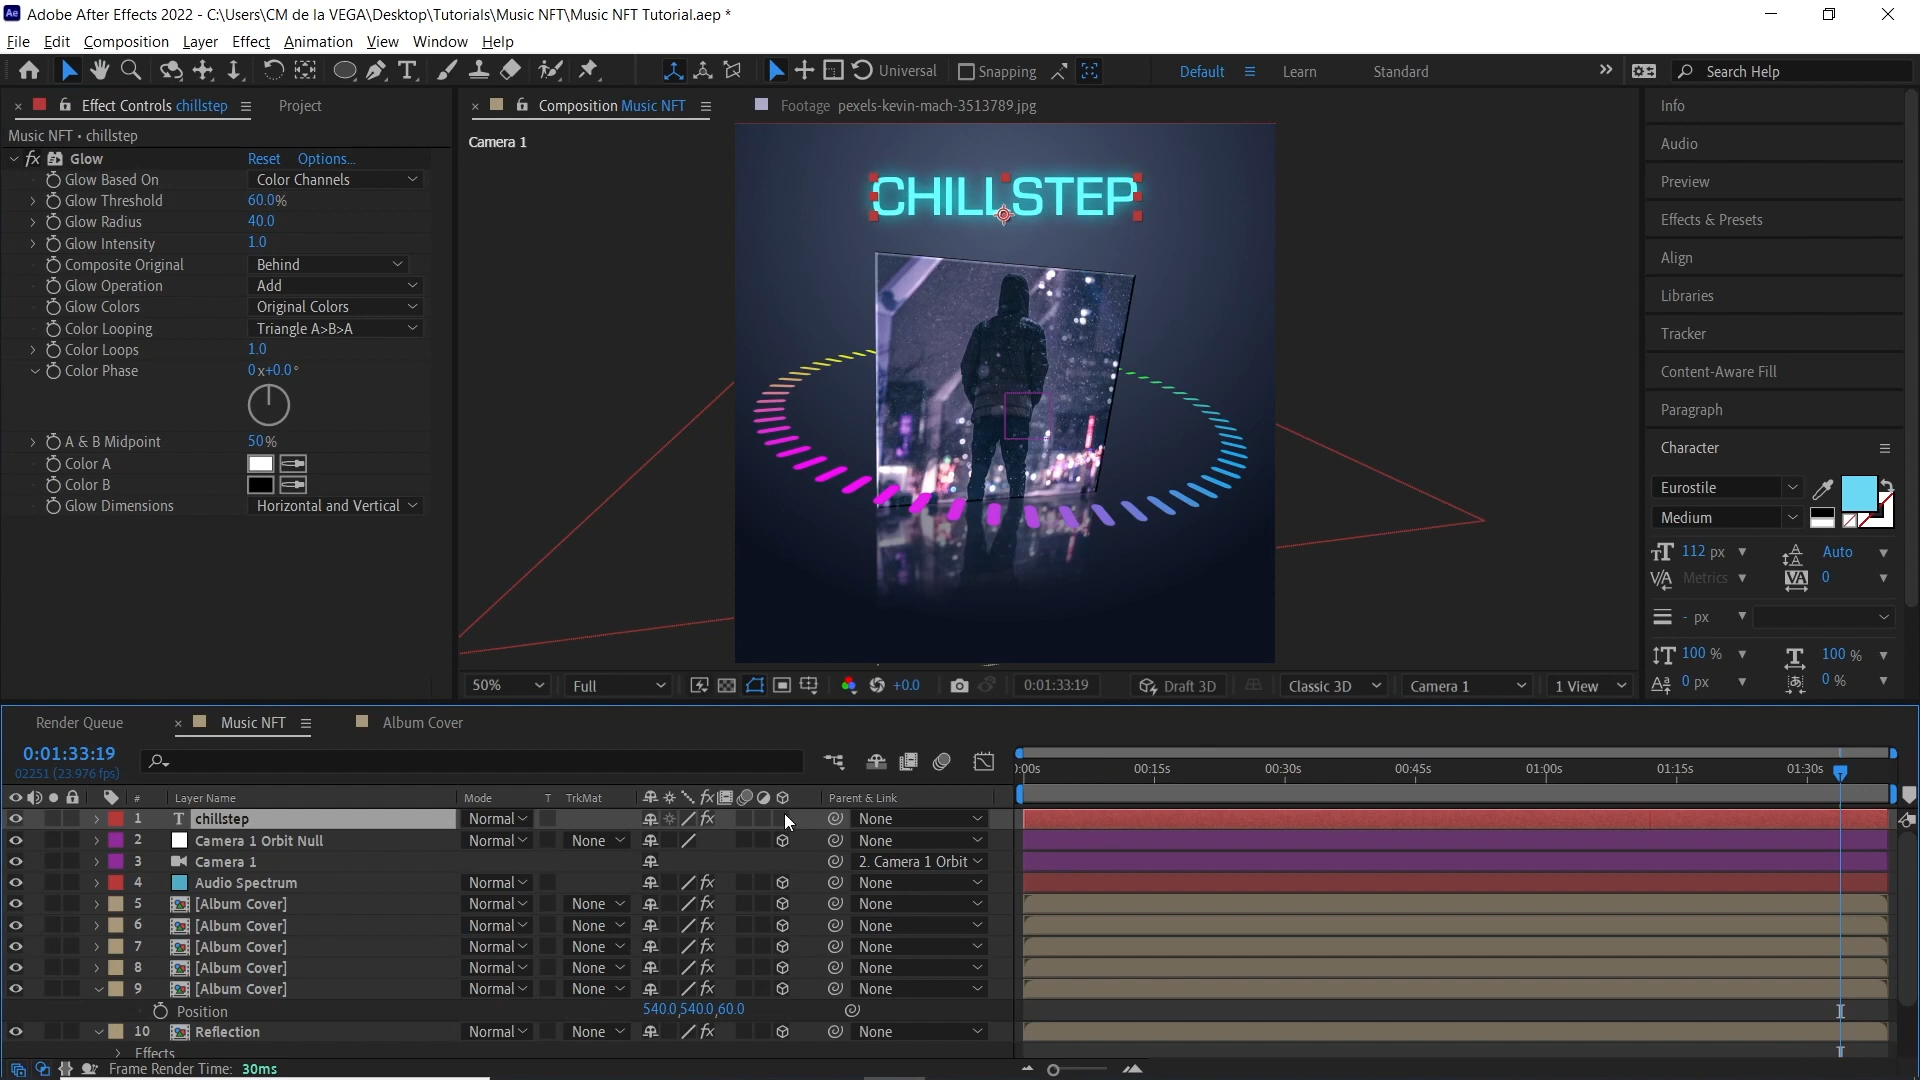 Ae Adobe After Effects 2022 - C:\Users\CM de la VEGA\Desktop\Tutorials\Music NFT\Music NFT Tutorial.aep *
File Edit Composition Layer Effect Animation View Window Help
Universal Snapping Default Learn Standard Search Help
Effect Controls chillstep Project
Composition Music NFT Footage pexels-kevin-mach-3513789.jpg
Music NFT • chillstep
fx Glow Reset Options...
Glow Based On Color Channels
Glow Threshold 60.0%
Glow Radius 40.0
Glow Intensity 1.0
Composite Original Behind
Glow Operation Add
Glow Colors Original Colors
Color Looping Triangle A>B>A
Color Loops 1.0
Color Phase 0x+0.0°
A & B Midpoint 50%
Color A
Color B
Glow Dimensions Horizontal and Vertical
Camera 1
CHILLSTEP
50% Full +0.0 0:01:33:19 Draft 3D Classic 3D Camera 1 1 View
Info
Audio
Preview
Effects & Presets
Align
Libraries
Tracker
Content-Aware Fill
Paragraph
Character
Eurostile
Medium
112 px Auto
Metrics 0
- px
100 % 100 %
0 px 0 %
Render Queue Music NFT Album Cover
0:01:33:19
02251 (23.976 fps)
):00s 00:15s 00:30s 00:45s 01:00s 01:15s 01:30s
# Layer Name Mode T TrkMat fx Parent & Link
1 T chillstep Normal fx None
2 Camera 1 Orbit Null Normal None None
3 Camera 1 2. Camera 1 Orbit
4 Audio Spectrum Normal fx None
5 [Album Cover] Normal None fx None
6 [Album Cover] Normal None fx None
7 [Album Cover] Normal None fx None
8 [Album Cover] Normal None fx None
9 [Album Cover] Normal None fx None
Position 540.0,540.0,60.0
10 Reflection Normal None fx None
Effects
Frame Render Time: 30ms